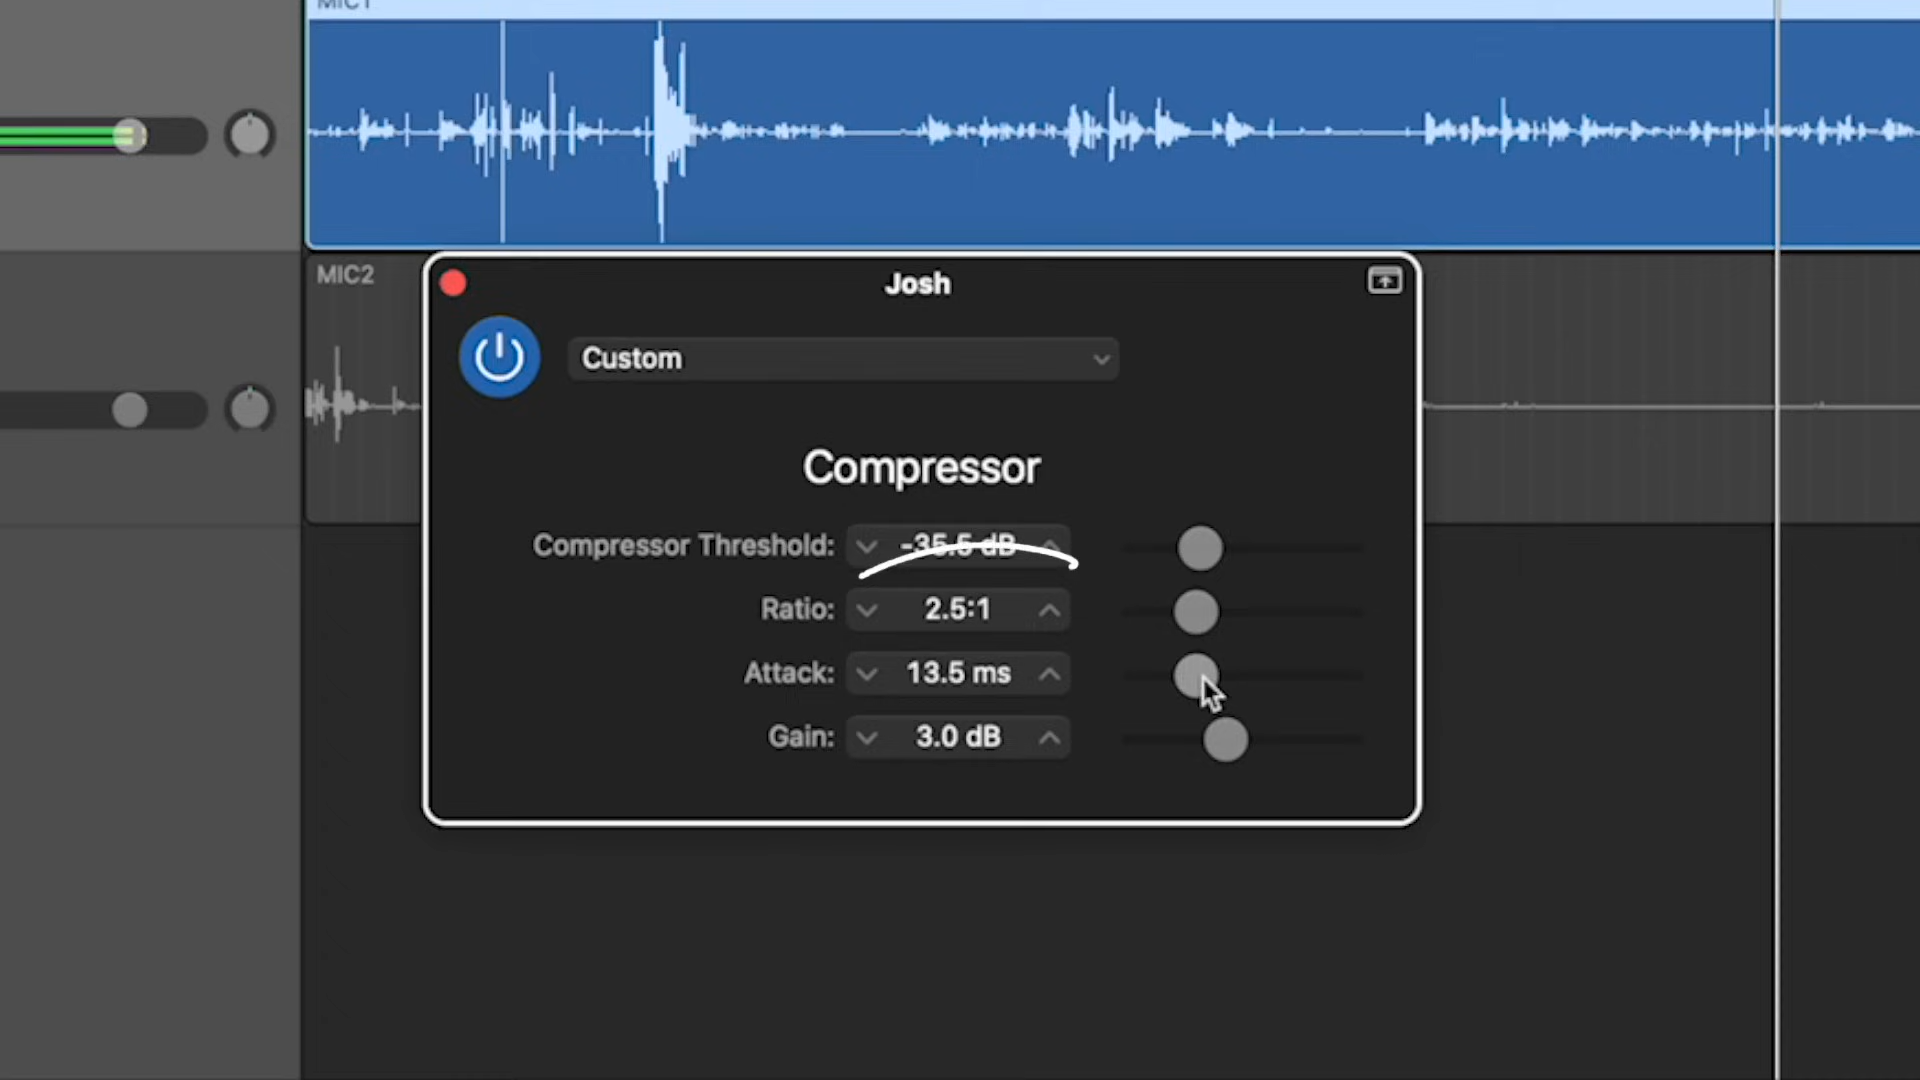 MIC1
MIC2
Josh
Custom
Compressor
Compressor Threshold: -35.5 dB
Ratio: 2.5:1
Attack: 13.5 ms
Gain: 3.0 dB